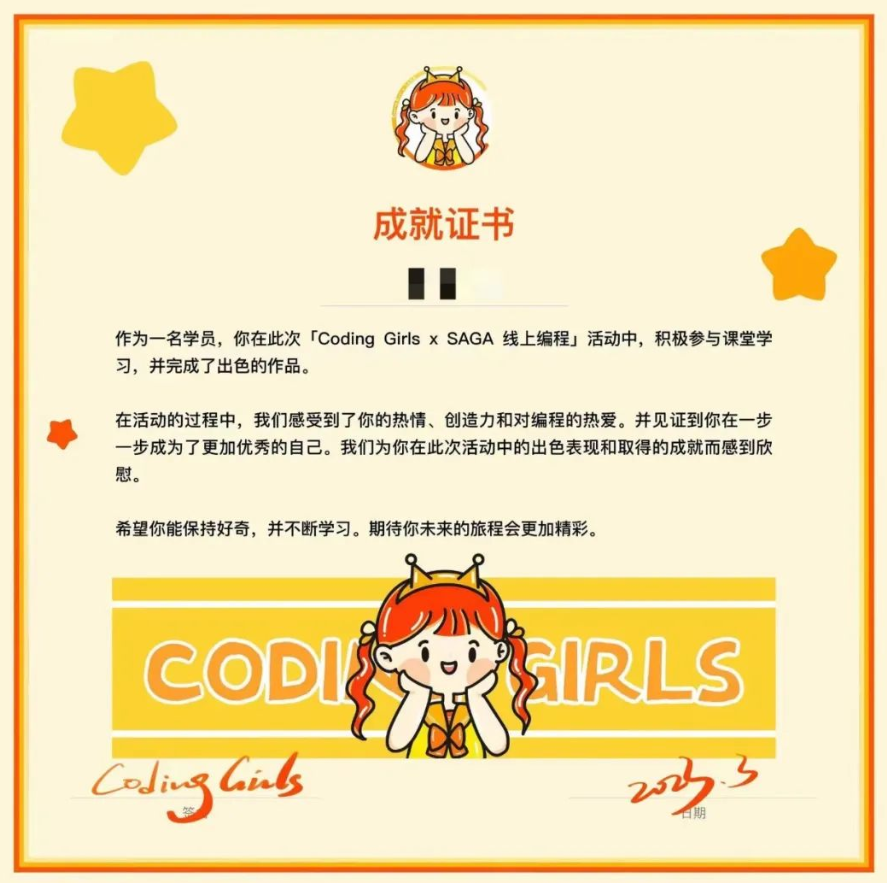 成就证书
作为一名学员，你在此次「Coding Girls x SAGA 线上编程」活动中，积极参与课堂学
习，并完成了出色的作品。
在活动的过程中，我们感受到了你的热情、创造力和对编程的热爱。并见证到你在一步
一步成为了更加优秀的自己。我们为你在此次活动中的出色表现和取得的成就而感到欣
慰。
希望你能保持好奇，并不断学习。期待你未来的旅程会更加精彩。
CODING GIRLS
Coding Girls
2023.3
日期